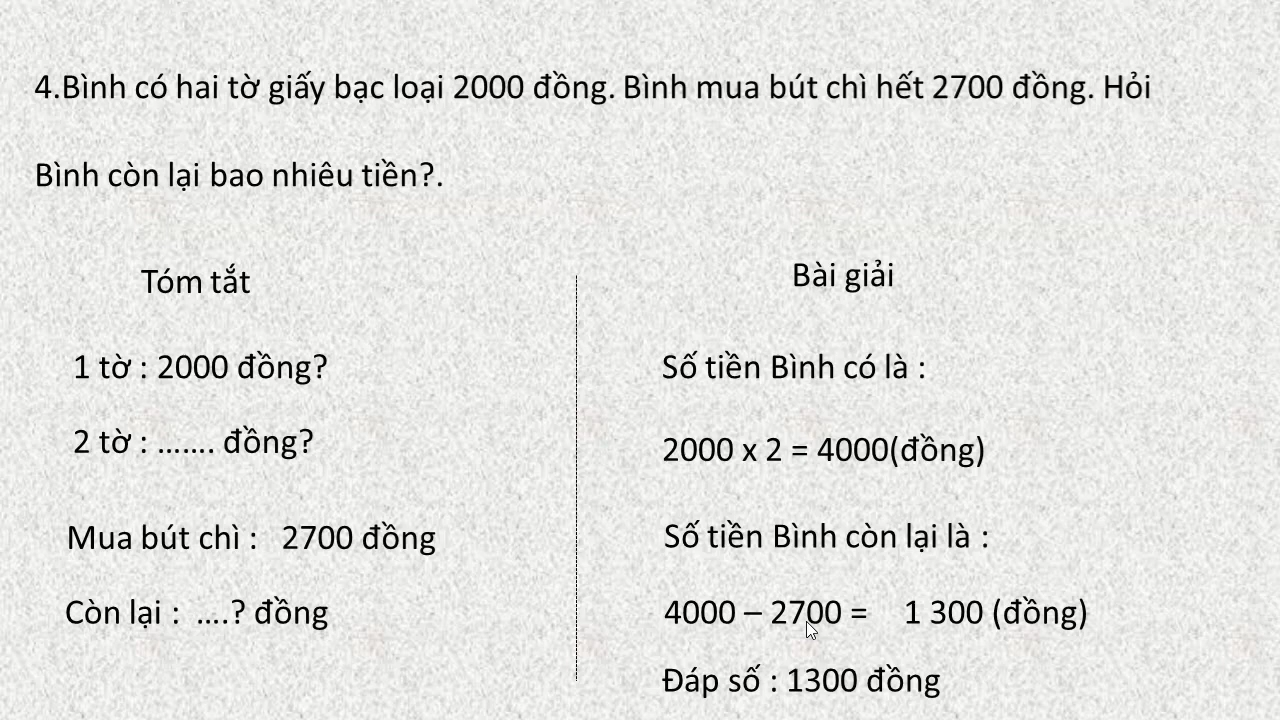 4.Bình có hai tờ giấy bạc loại 2000 đồng. Bình mua bút chì hết 2700 đồng. Hỏi
Bình còn lại bao nhiêu tiền?.
Tóm tắt
1 tờ : 2000 đồng?
2 tờ : ……. đồng?
Mua bút chì : 2700 đồng
Còn lại : ….? đồng
Bài giải
Số tiền Bình có là :
2000 x 2 = 4000(đồng)
Số tiền Bình còn lại là :
4000 – 2700 = 1 300 (đồng)
Đáp số : 1300 đồng